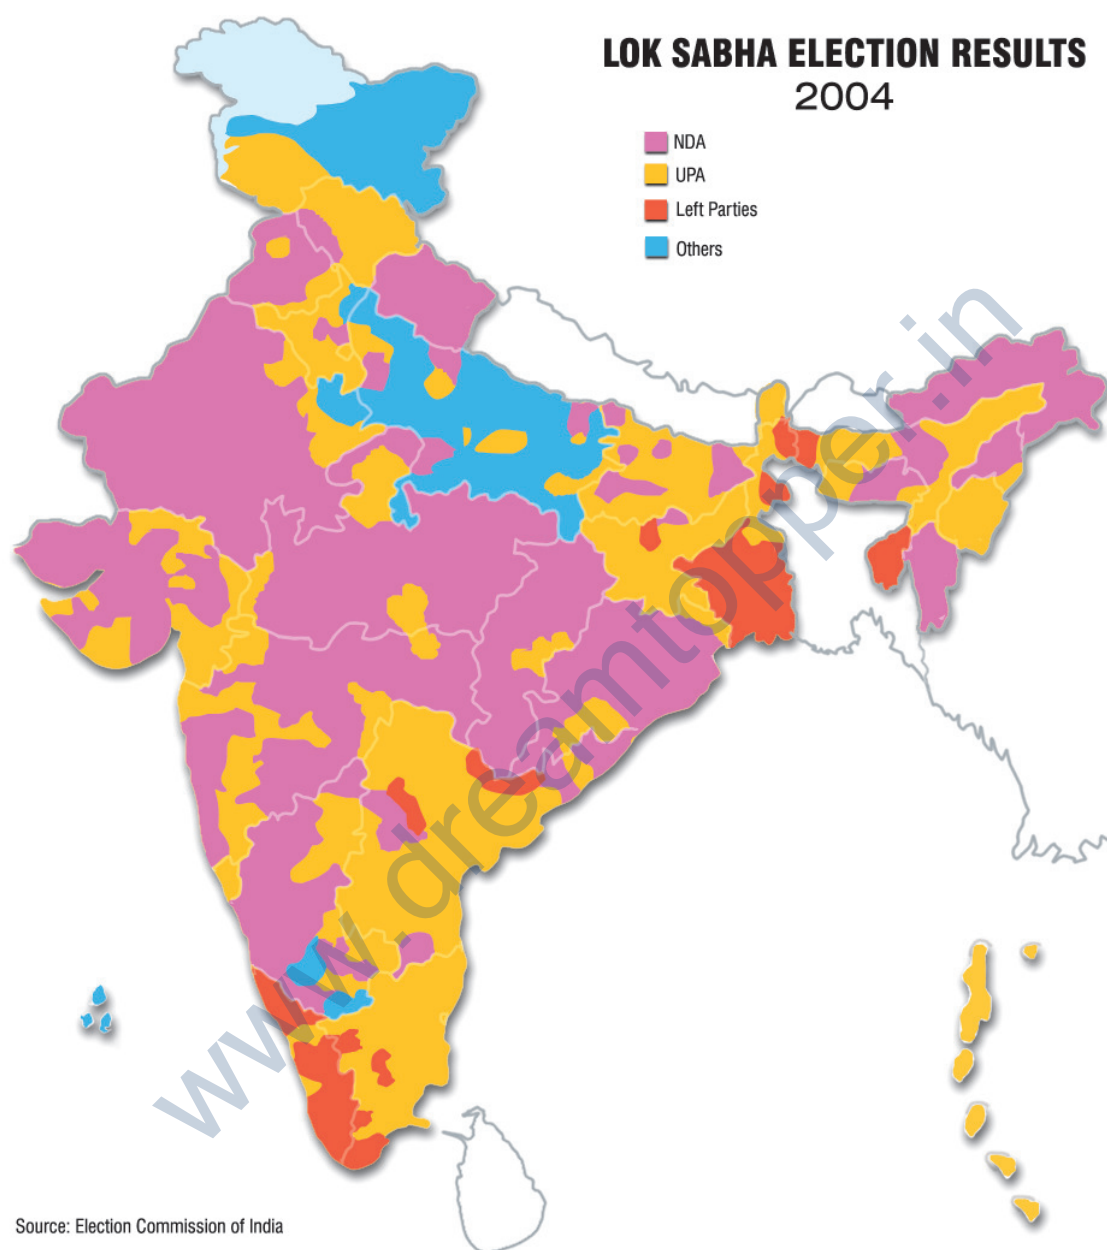 LOK SABHA ELECTION RESULTS
2004
NDA
UPA
Left Parties
Others
www.dreamtopper.in
Source: Election Commission of India